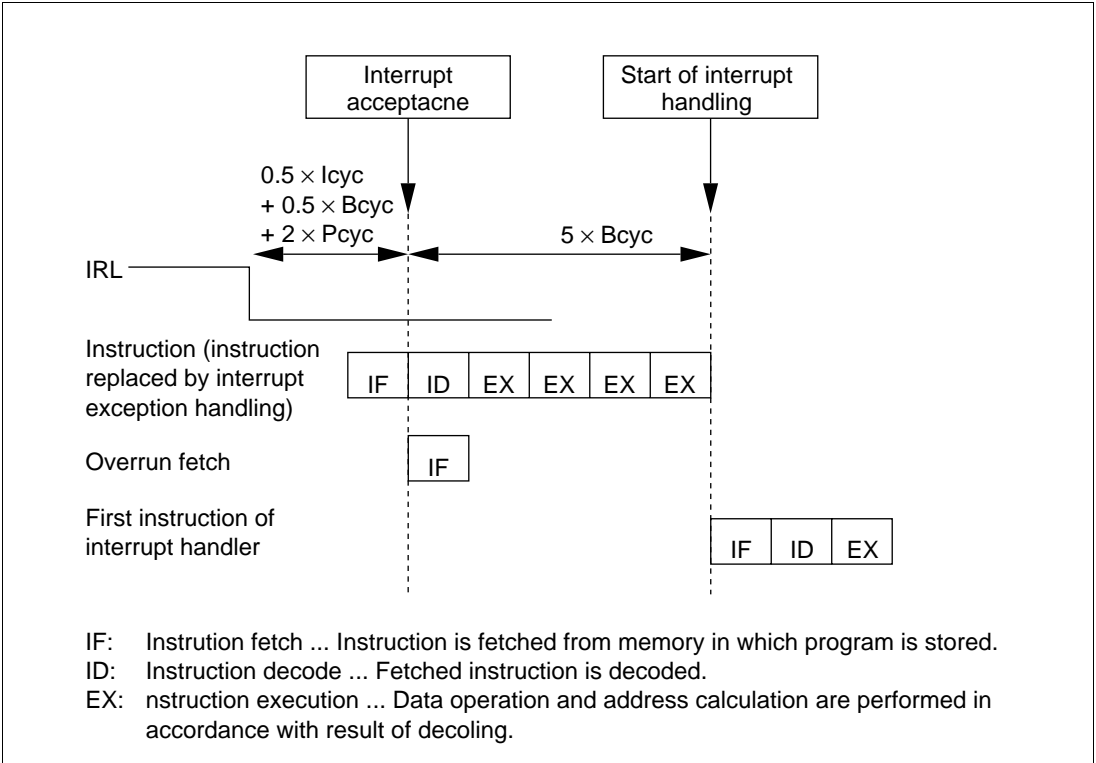 Interrupt
acceptacne
Start of interrupt
handling
0.5 × Icyc
+ 0.5 × Bcyc
+ 2 × Pcyc
5 × Bcyc
IRL
Instruction (instruction
replaced by interrupt
exception handling)
IF ID EX EX EX EX
Overrun fetch
IF
First instruction of
interrupt handler
IF ID EX
IF: Instrution fetch ... Instruction is fetched from memory in which program is stored.
ID: Instruction decode ... Fetched instruction is decoded.
EX: nstruction execution ... Data operation and address calculation are performed in
accordance with result of decoling.